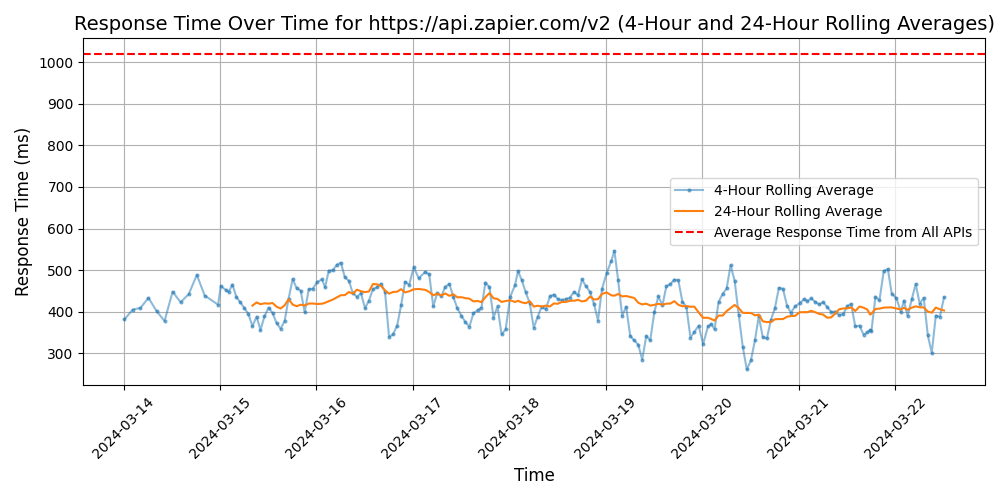 Response Time Over Time for https://api.zapier.com/v2 (4-Hour and 24-Hour Rolling Averages)
Response Time (ms)
1000
900
800
700
600
500
400
300
4-Hour Rolling Average
24-Hour Rolling Average
Average Response Time from All APIs
2024-03-14
2024-03-15
2024-03-16
2024-03-17
2024-03-18
2024-03-19
2024-03-20
2024-03-21
2024-03-22
Time